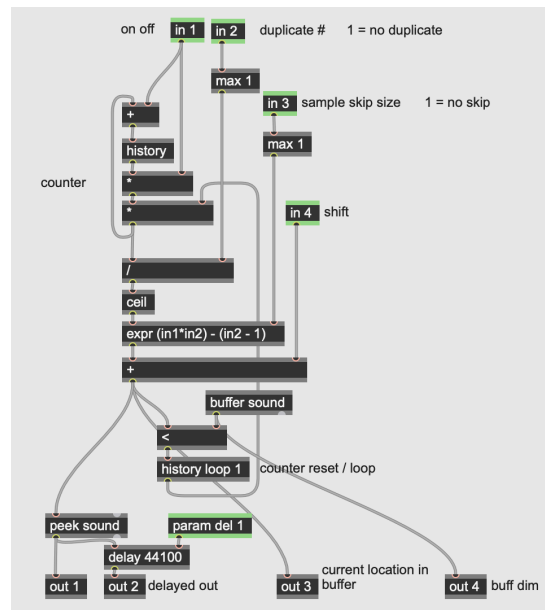 on off
in 1
in 2
duplicate #
1 = no duplicate
max 1
in 3
sample skip size
1 = no skip
+
max 1
history
counter
*
*
in 4
shift
/
ceil
expr (in1*in2) - (in2 - 1)
+
buffer sound
<
history loop 1
counter reset / loop
peek sound
param del 1
delay 44100
out 1
out 2
delayed out
out 3
current location in
buffer
out 4
buff dim